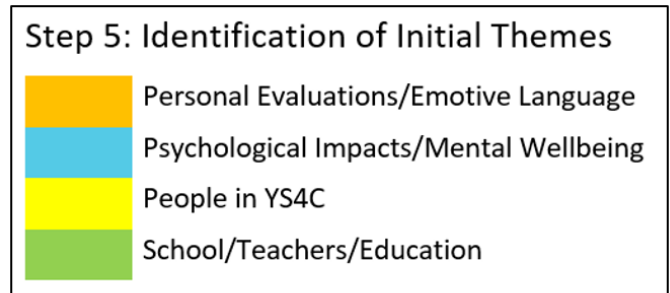 Step 5: Identification of Initial Themes
Personal Evaluations/Emotive Language
Psychological Impacts/Mental Wellbeing
People in YS4C
School/Teachers/Education